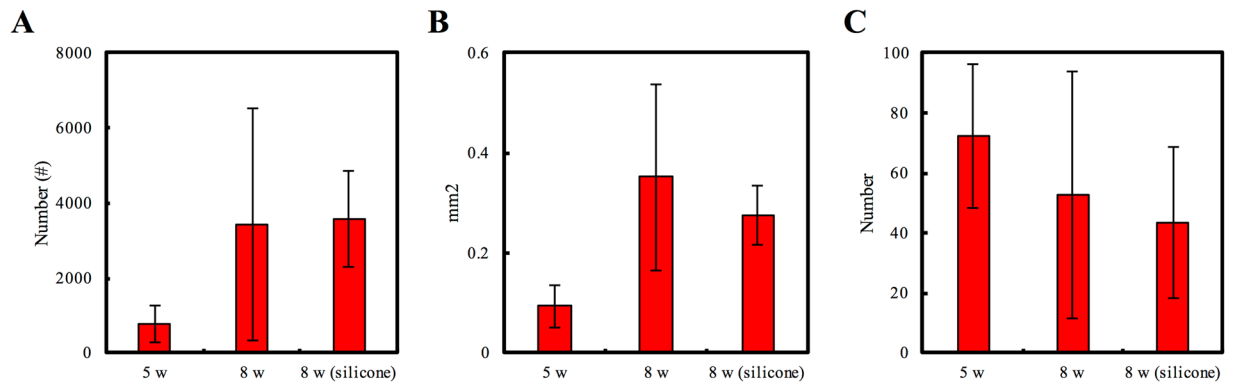 A
B
C
8000
6000
4000
2000
0
Number (#)
5 w
8 w
8 w (silicone)
0.6
0.4
0.2
0
mm2
5 w
8 w
8 w (silicone)
100
80
60
40
20
0
Number
5 w
8 w
8 w (silicone)